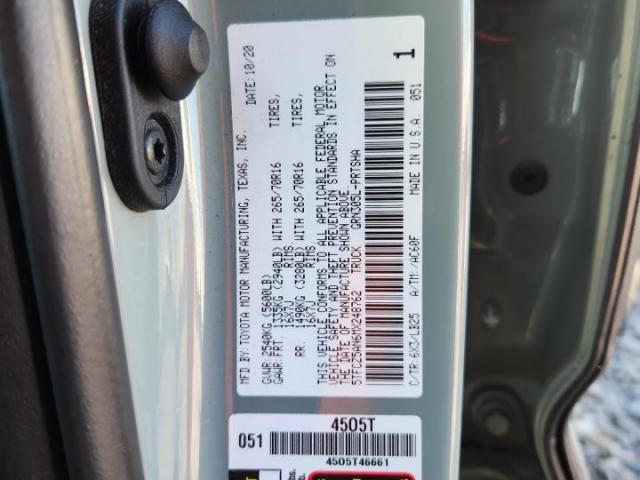 MFD.BY:TOYOTA MOTOR MANUFACTURING, TEXAS, INC. DATE: 10/20
GVWR: 2540KG (5600LB)
GAWR: FRT. 1335KG (2940LB) WITH 265/70R16 TIRES,
16X7J RIMS
RR. 1490KG (3280LB) WITH 265/70R16 TIRES,
16X7J RIMS
THIS VEHICLE CONFORMS TO ALL APPLICABLE FEDERAL MOTOR
VEHICLE SAFETY AND THEFT PREVENTION STANDARDS IN EFFECT ON
THE DATE OF MANUFACTURE SHOWN ABOVE.
5TFCZ5AN6MX248762 TRUCK GRN305L-PRTSHA
1
C/TR:6X3/LB25 A/TM:/AC60F MADE IN U.S.A 051
4505T
051
4505T46661